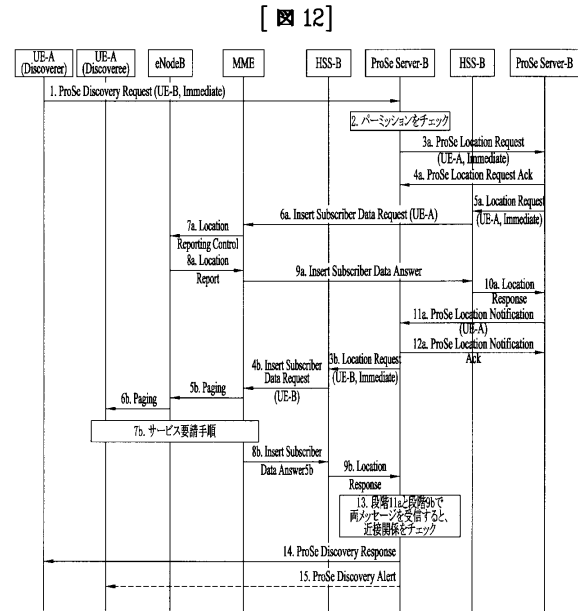 [ 図 12]
UE-A
(Discoverer)
UE-A
(Discoveree)
eNodeB
MME
HSS-B
ProSe Server-B
HSS-B
ProSe Server-B
1. ProSe Discovery Request (UE-B, Immediate)
2. パーミッションをチェック
3a. ProSe Location Request
(UE-A, Immediate)
4a. ProSe Location Request Ack
5a. Location Request
(UE-A, Immediate)
6a. Insert Subscriber Data Request (UE-A)
7a. Location
Reporting Control
8a. Location
Report
9a. Insert Subscriber Data Answer
10a. Location
Response
11a. ProSe Location Notification
(UE-A)
12a. ProSe Location Notification
Ack
3b. Location Request
(UE-B, Immediate)
4b. Insert Subscriber
Data Request
(UE-B)
5b. Paging
6b. Paging
7b. サービス要請手順
8b. Insert Subscriber
Data Answer5b
9b. Location
Response
13. 段階11aと段階9bで
両メッセージを受信すると、
近接関係をチェック
14. ProSe Discovery Response
15. ProSe Discovery Alert